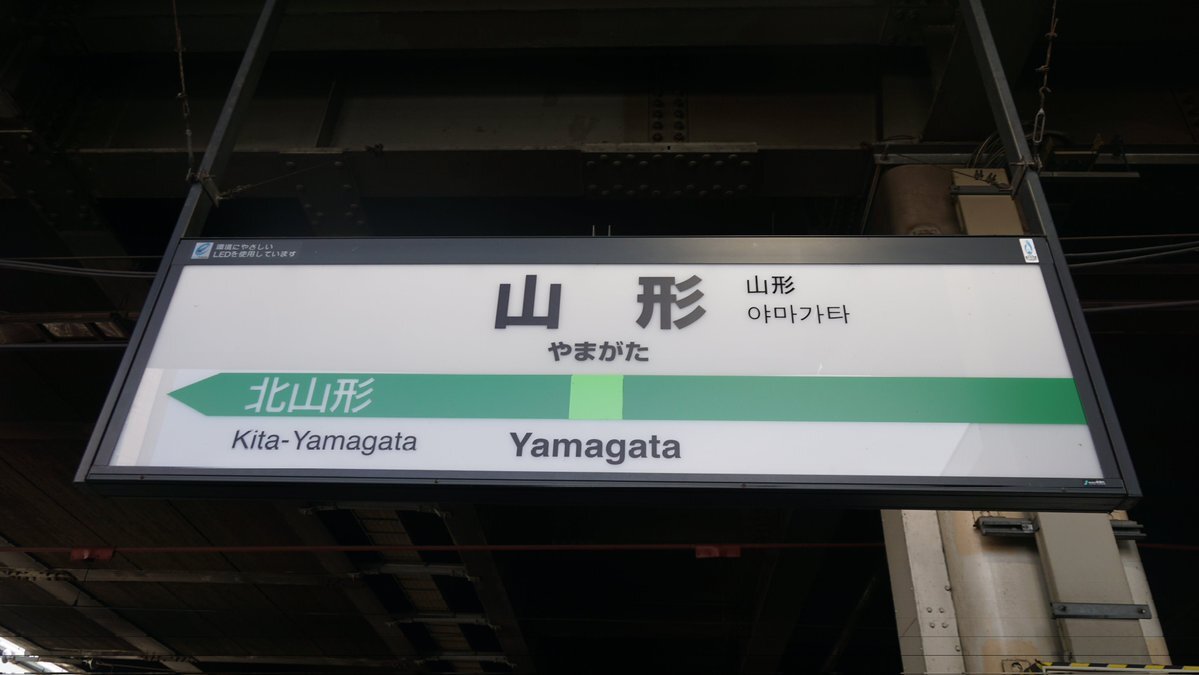 環境にやさしい
LEDを使用しています
山 形
山形
야마가타
やまがた
北山形
Kita-Yamagata
Yamagata